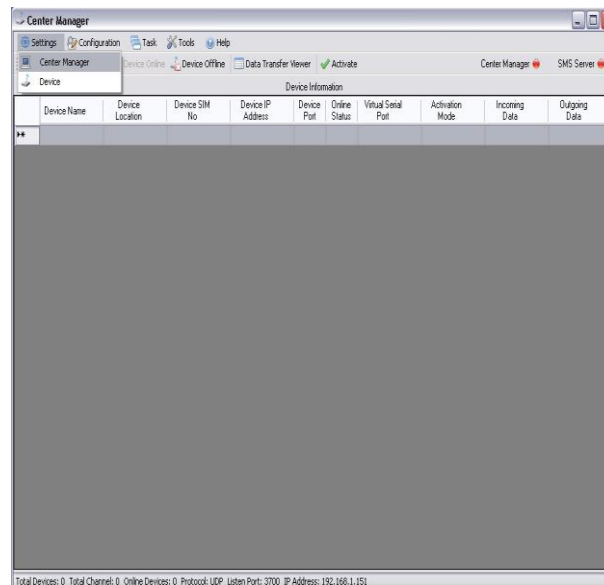 Center Manager
Settings Configuration Task Tools Help
Center Manager
Device Online Device Offline Data Transfer Viewer Activate Center Manager SMS Server
Device
Device Information
Device Name Device Location Device SIM No Device IP Address Device Port Online Status Virtual Serial Port Activation Mode Incoming Data Outgoing Data
Total Devices: 0 Total Channel: 0 Online Devices: 0 Protocol: UDP Listen Port: 3700 IP Address: 192.168.1.151